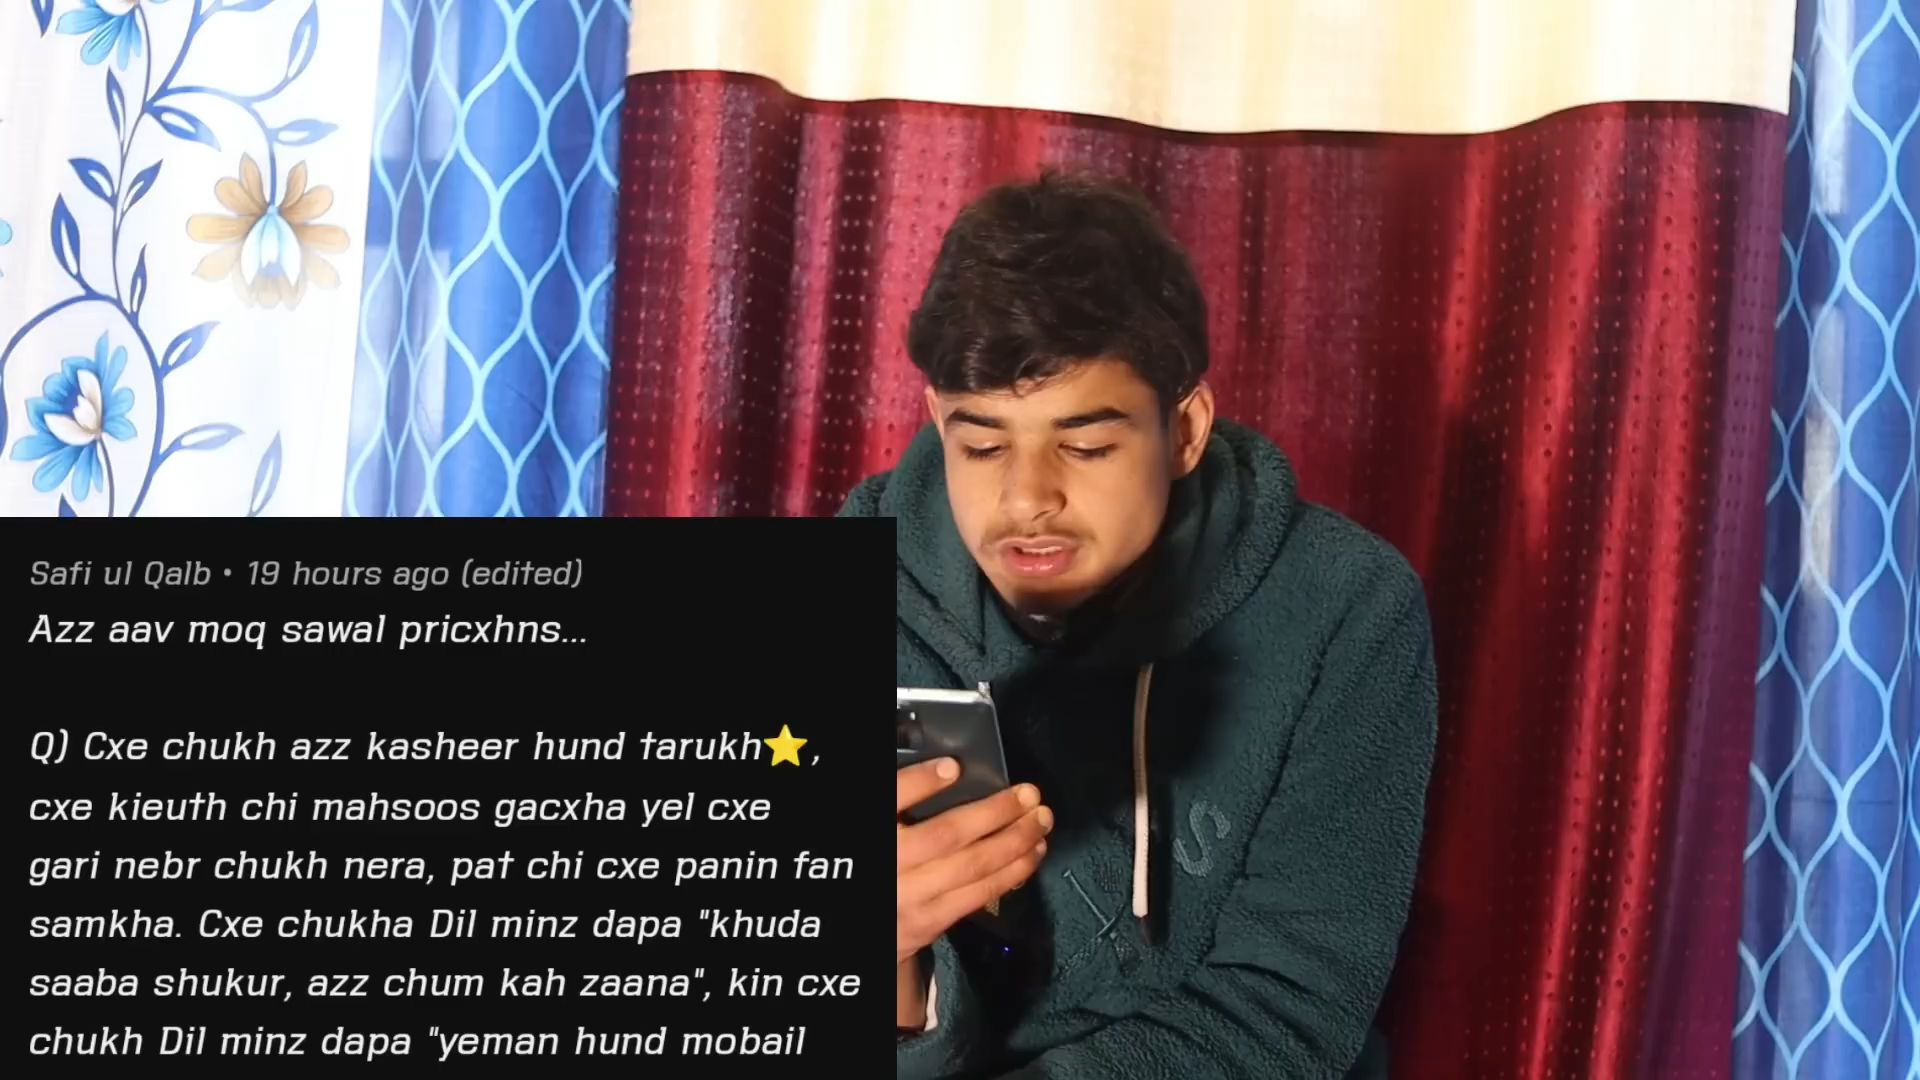 Safi ul Qalb • 19 hours ago (edited)
Azz aav moq sawal pricxhns...
Q) Cxe chukh azz kasheer hund tarukh⭐,
cxe kieuth chi mahsoos gacxha yel cxe
gari nebr chukh nera, pat chi cxe panin fan
samkha. Cxe chukha Dil minz dapa "khuda
saaba shukur, azz chum kah zaana", kin cxe
chukh Dil minz dapa "yeman hund mobail
S